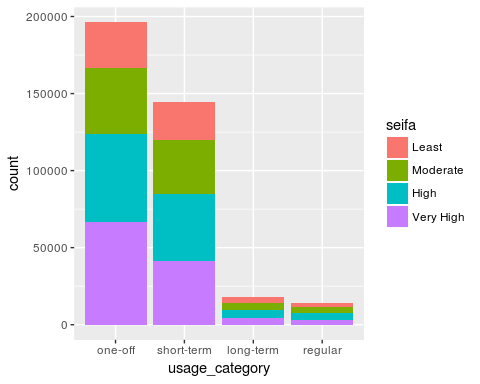 200000
150000
100000
50000
0
count
one-off short-term long-term regular
usage_category
seifa
Least
Moderate
High
Very High